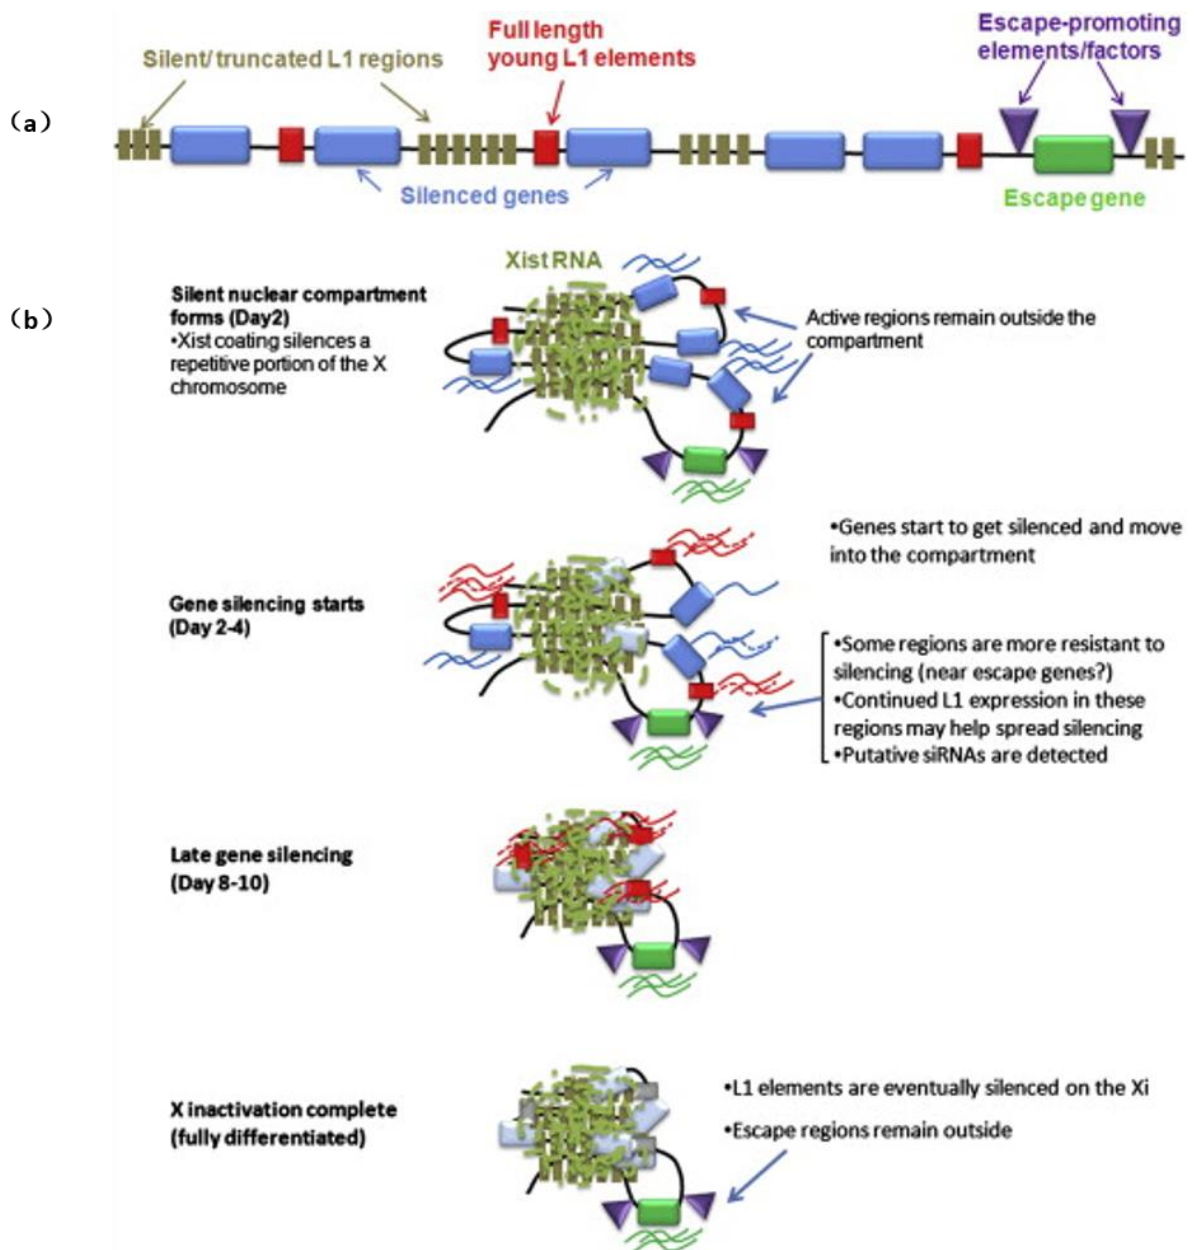 (a)
Silent/truncated L1 regions
Full length
young L1 elements
Escape-promoting
elements/factors
Silenced genes
Escape gene
(b)
Xist RNA
Silent nuclear compartment
forms (Day2)
•Xist coating silences a
repetitive portion of the X
chromosome
Active regions remain outside the
compartment
•Genes start to get silenced and move
into the compartment
Gene silencing starts
(Day 2-4)
•Some regions are more resistant to
silencing (near escape genes?)
•Continued L1 expression in these
regions may help spread silencing
•Putative siRNAs are detected
Late gene silencing
(Day 8-10)
X inactivation complete
(fully differentiated)
•L1 elements are eventually silenced on the Xi
•Escape regions remain outside